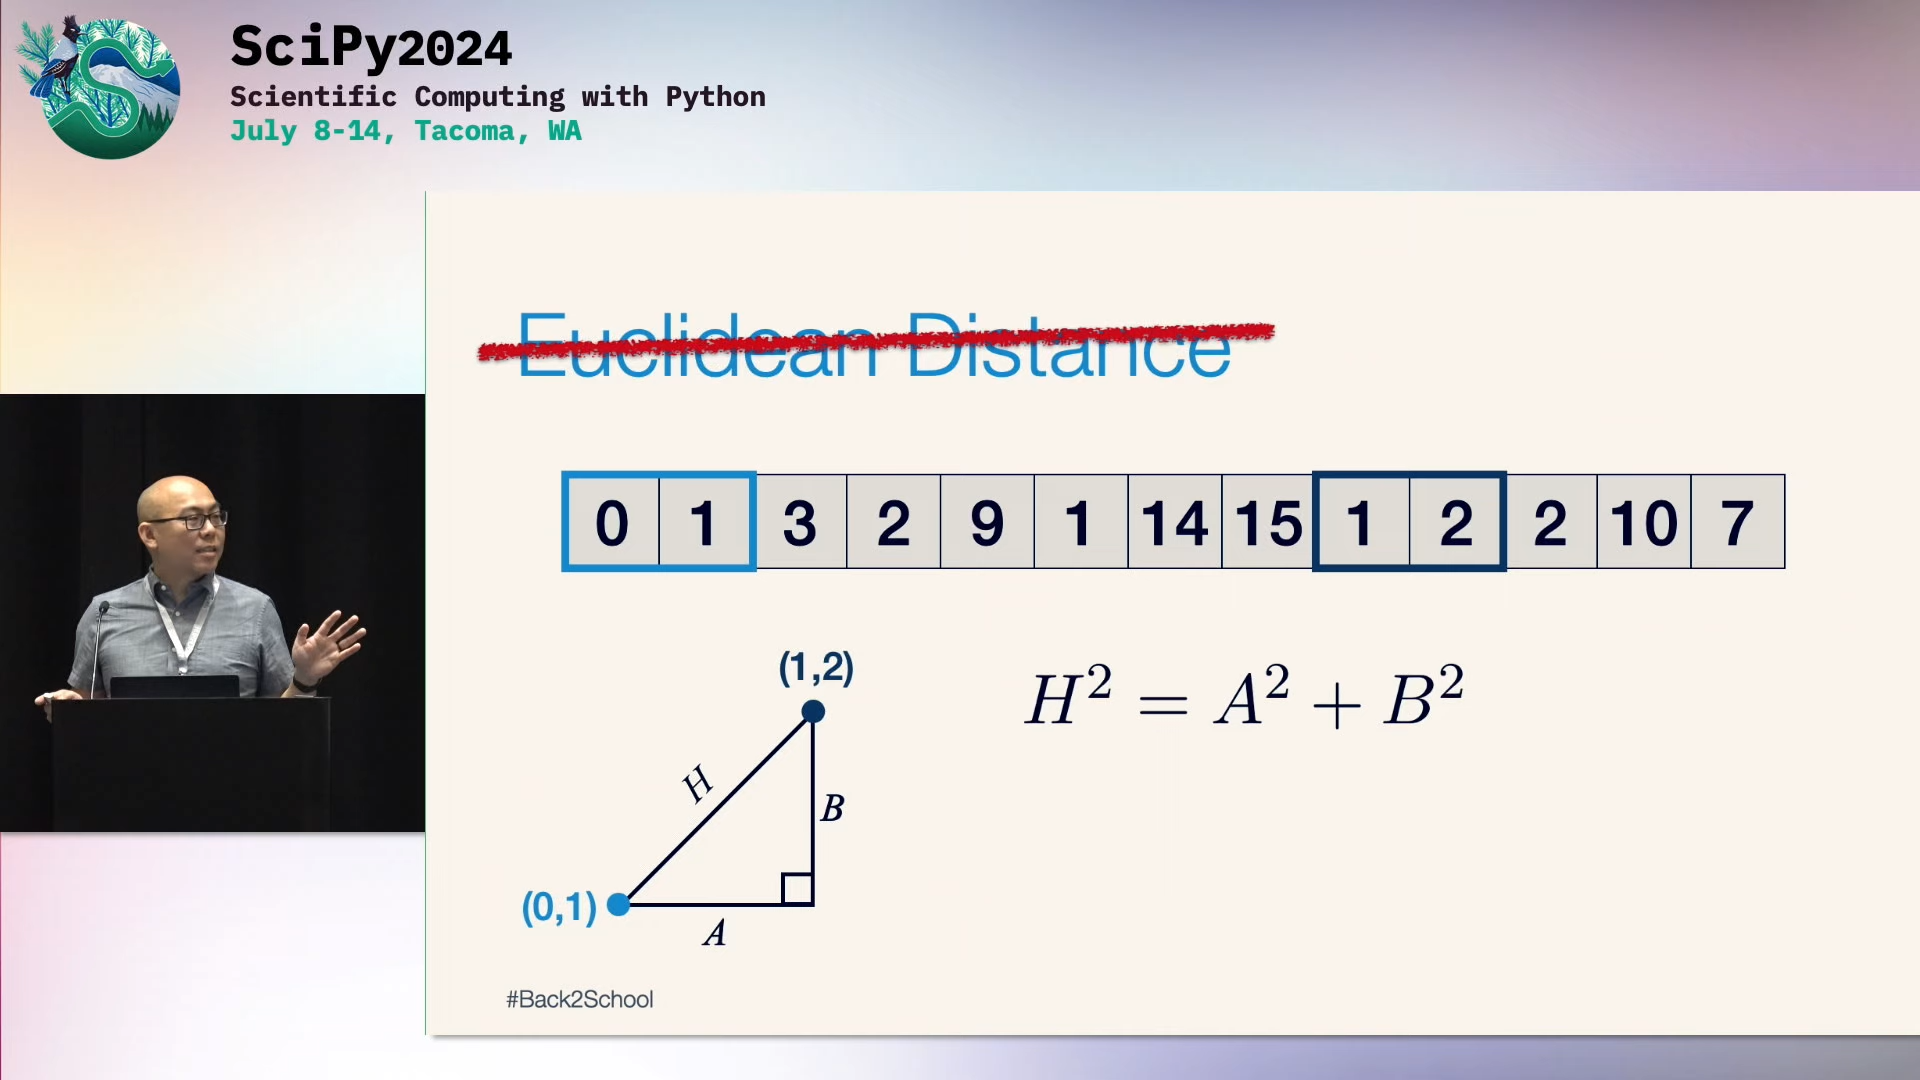 SciPy2024
Scientific Computing with Python
July 8-14, Tacoma, WA
Euclidean Distance
0 1 3 2 9 1 14 15 1 2 2 10 7
(1,2)
H² = A² + B²
H
B
(0,1)
A
#Back2School